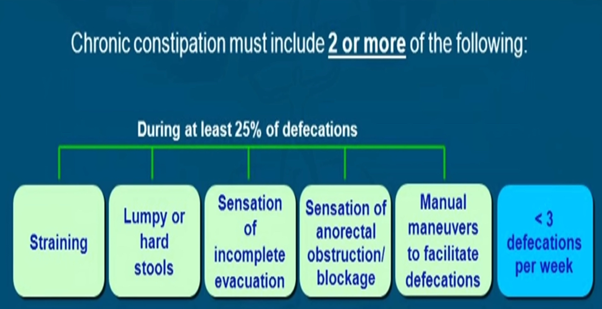 Chronic constipation must include 2 or more of the following:
During at least 25% of defecations
Straining
Lumpy or
hard
stools
Sensation
of
incomplete
evacuation
Sensation of
anorectal
obstruction/
blockage
Manual
maneuvers
to facilitate
defecations
< 3
defecations
per week